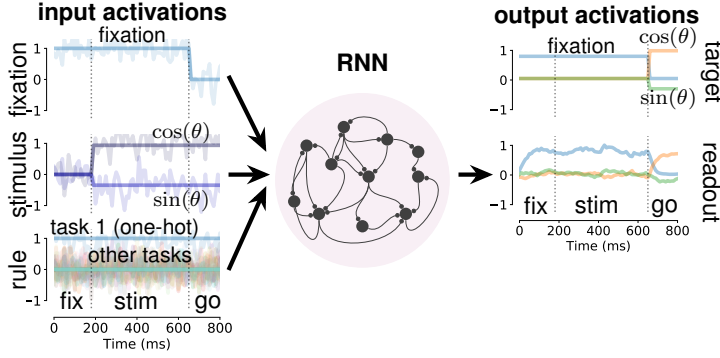 input activations
fixation
1
0
−1
fixation
stimulus
1
0
−1
cos(θ)
sin(θ)
rule
1
0
−1
task 1 (one-hot)
other tasks
fix stim go
0 200 400 600 800
Time (ms)
RNN
output activations
1
0
−1
fixation
cos(θ)
sin(θ)
target
1
0
−1
readout
fix stim go
0 200 400 600 800
Time (ms)